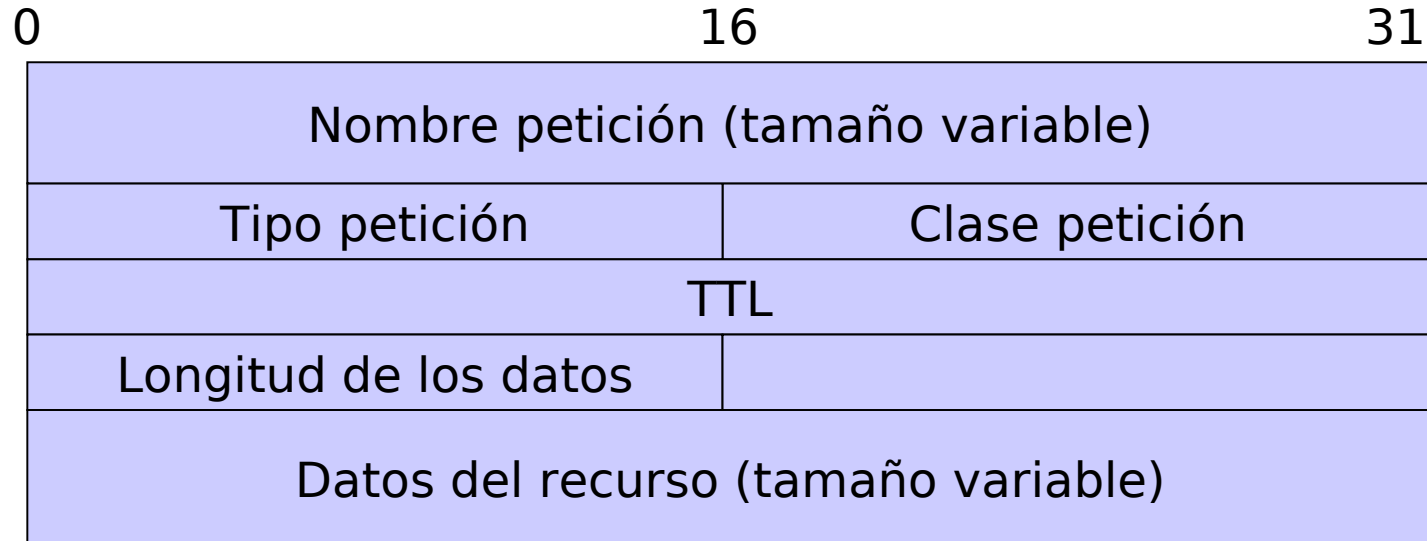 0 16 31
Nombre petición (tamaño variable)
Tipo petición Clase petición
TTL
Longitud de los datos
Datos del recurso (tamaño variable)